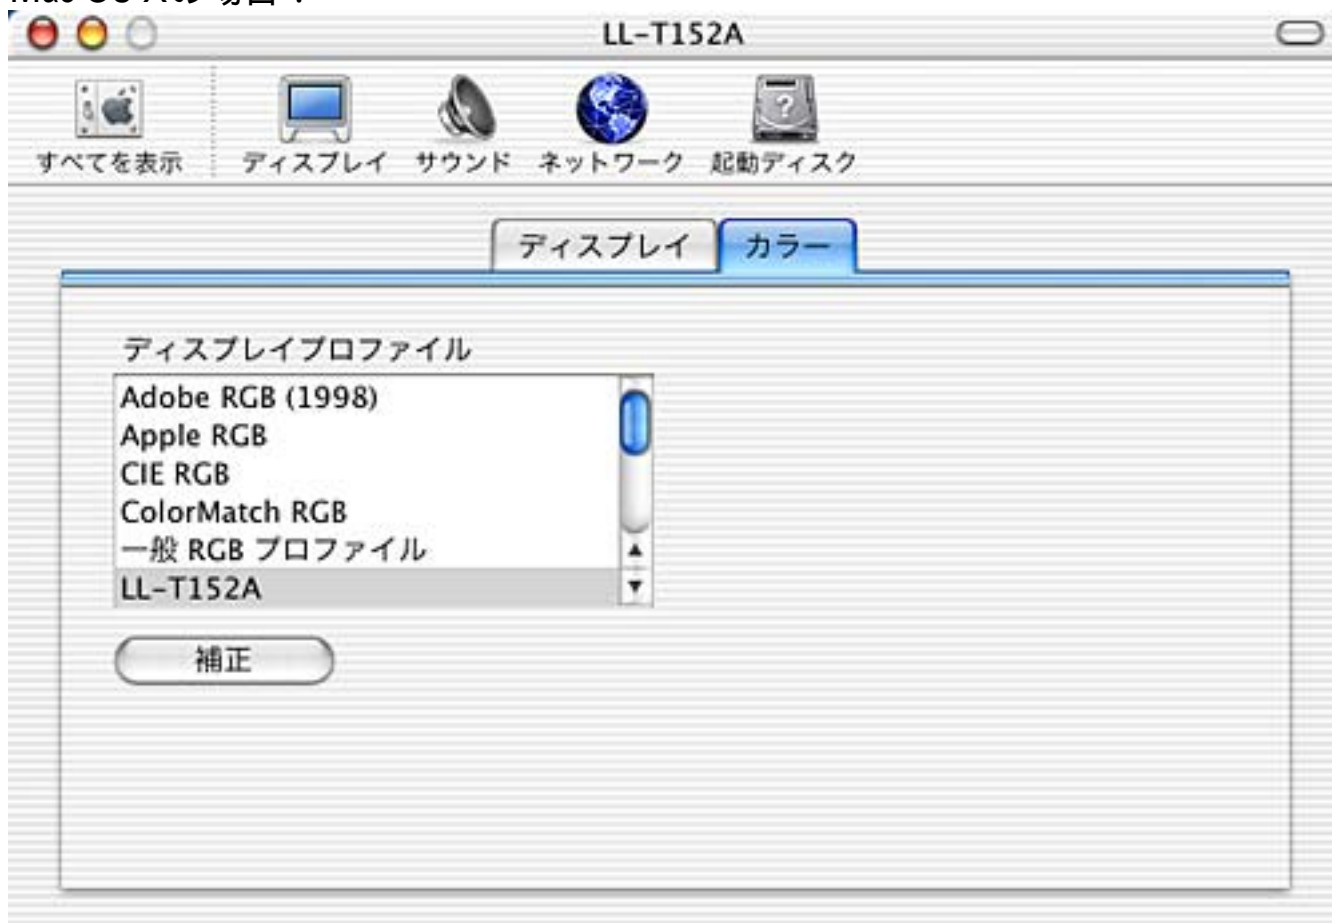 LL-T152A
すべてを表示 ディスプレイ サウンド ネットワーク 起動ディスク
ディスプレイ カラー
ディスプレイプロファイル
Adobe RGB (1998)
Apple RGB
CIE RGB
ColorMatch RGB
一般 RGB プロファイル
LL-T152A
補正